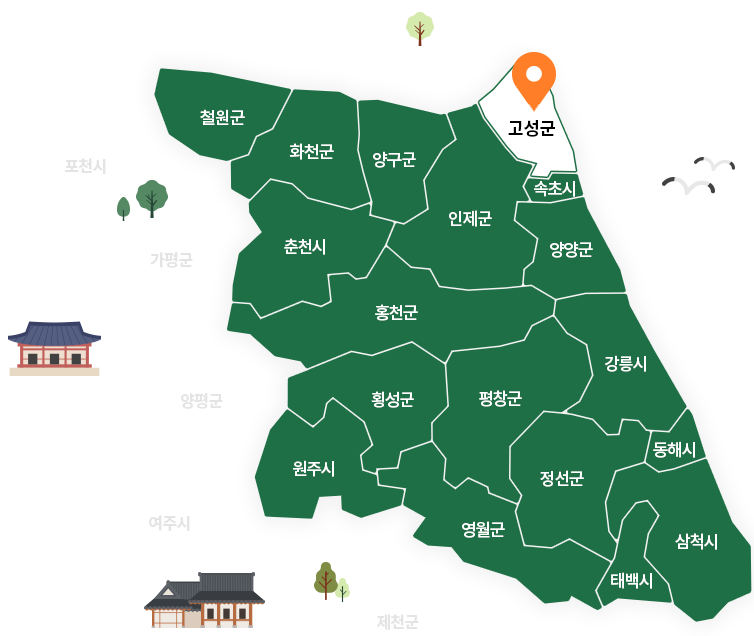 철원군
고성군
화천군
양구군
포천시
속초시
인제군
춘천시
양양군
가평군
홍천군
강릉시
양평군
횡성군
평창군
동해시
원주시
정선군
여주시
영월군
삼척시
태백시
제천군